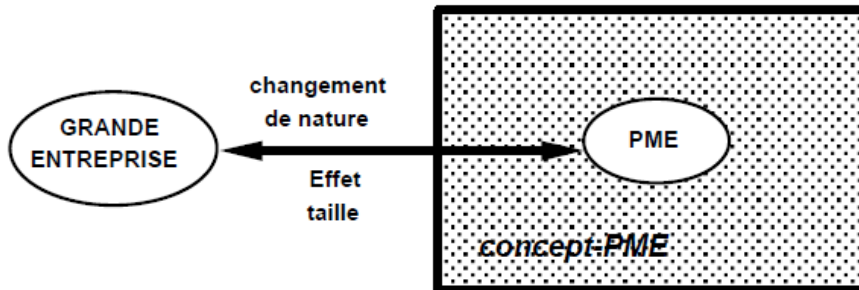 changement
de nature
GRANDE
ENTREPRISE
PME
Effet
taille
concept-PME